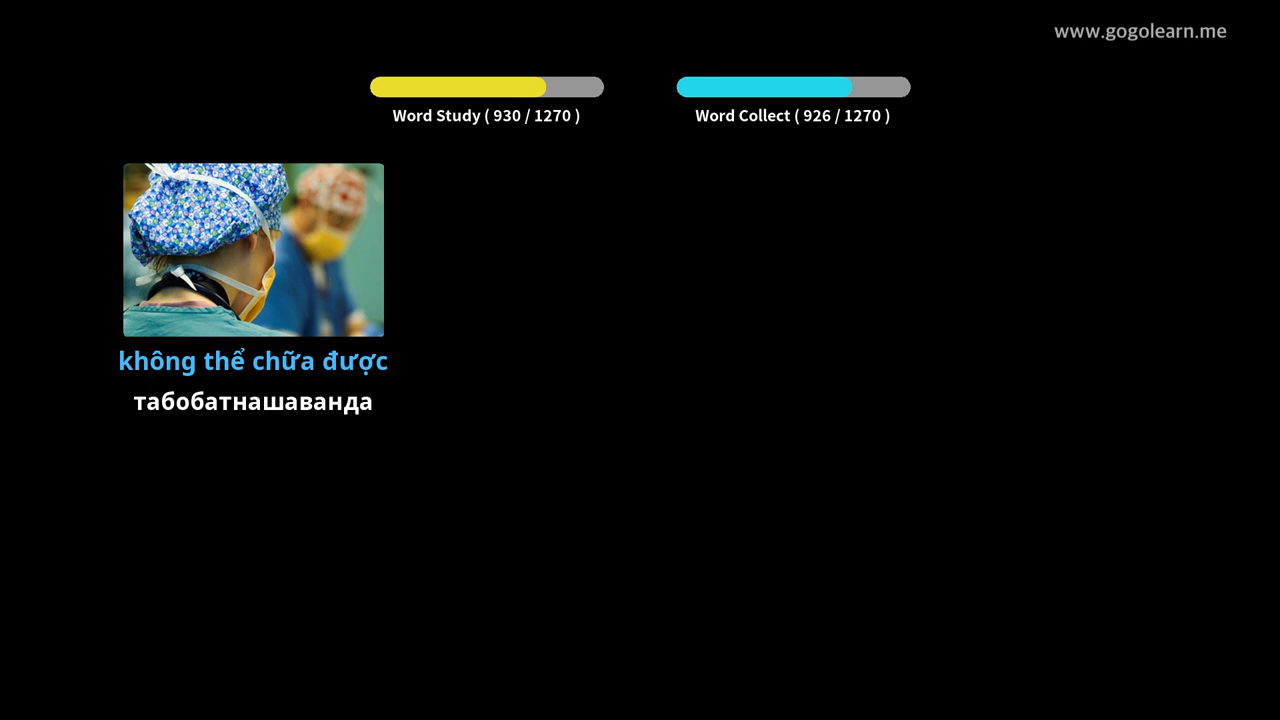 www.gogolearn.me
Word Study ( 930 / 1270 )
Word Collect ( 926 / 1270 )
không thể chữa được
табобатнашаванда